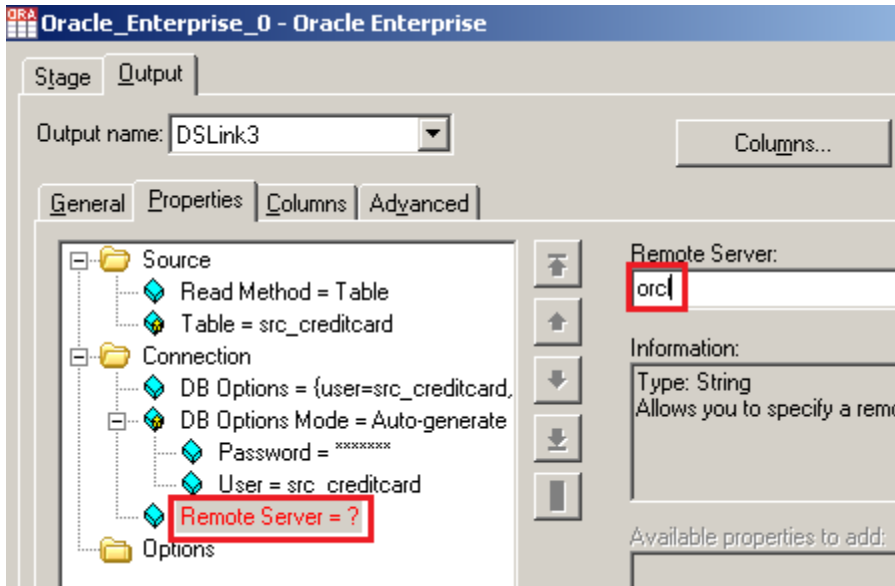 ORA
Oracle_Enterprise_0 - Oracle Enterprise
Stage Output
Output name: DSLink3
Columns...
General Properties Columns Advanced
Source
Read Method = Table
Table = src_creditcard
Connection
DB Options = {user=src_creditcard,
DB Options Mode = Auto-generate
Password = *******
User = src_creditcard
Remote Server = ?
Options
Remote Server:
orcl
Information:
Type: String
Allows you to specify a remo
Available properties to add: